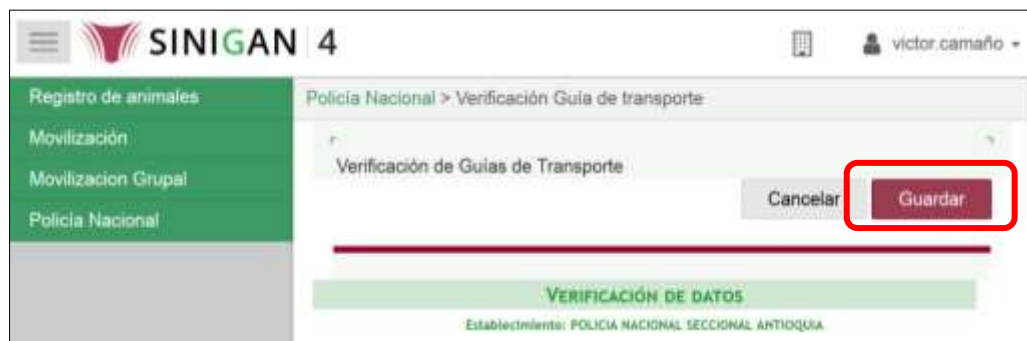 SINIGAN 4
victor.camaño
Registro de animales
Movilización
Movilizacion Grupal
Policía Nacional
Policía Nacional > Verificación Guía de transporte
Verificación de Guías de Transporte
Cancelar
Guardar
VERIFICACIÓN DE DATOS
Establecimiento: POLICIA NACIONAL SECCIONAL ANTIOQUIA